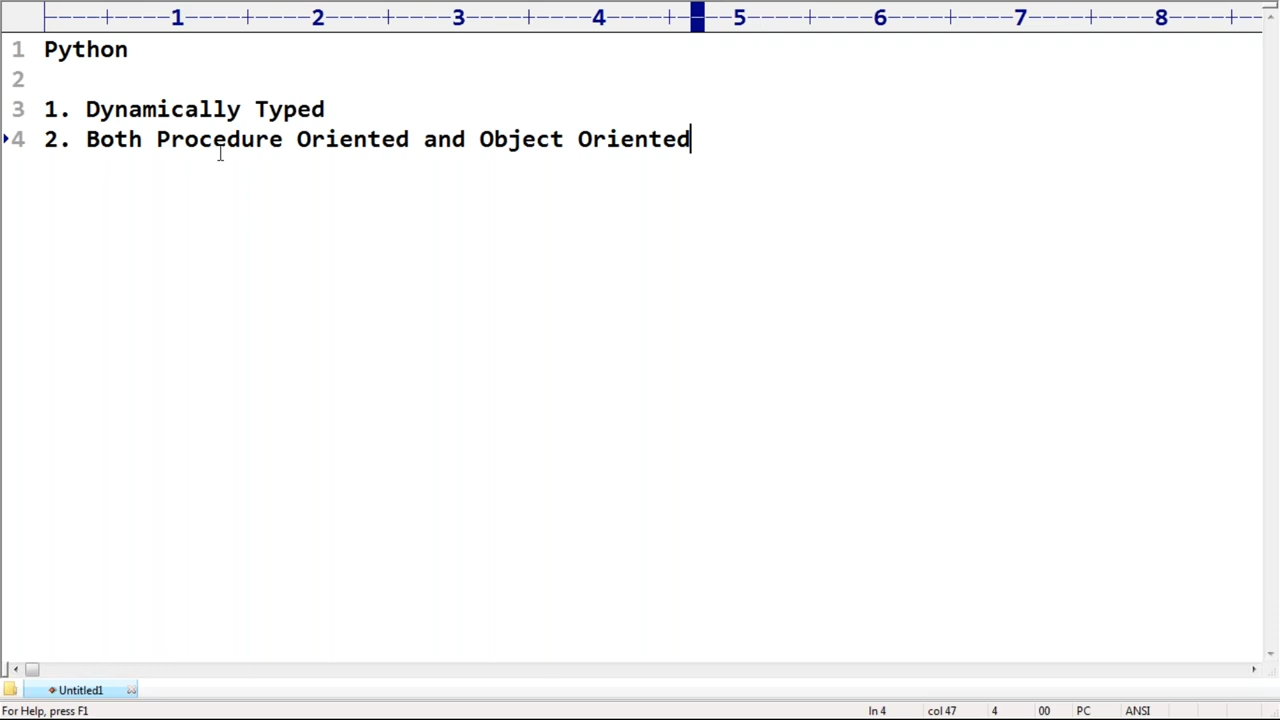 ----+----1----+----2----+----3----+----4----+----5----+----6----+----7----+----8----+--
1 Python
2
3 1. Dynamically Typed
4 2. Both Procedure Oriented and Object Oriented
Untitled1
For Help, press F1 ln 4 col 47 4 00 PC ANSI